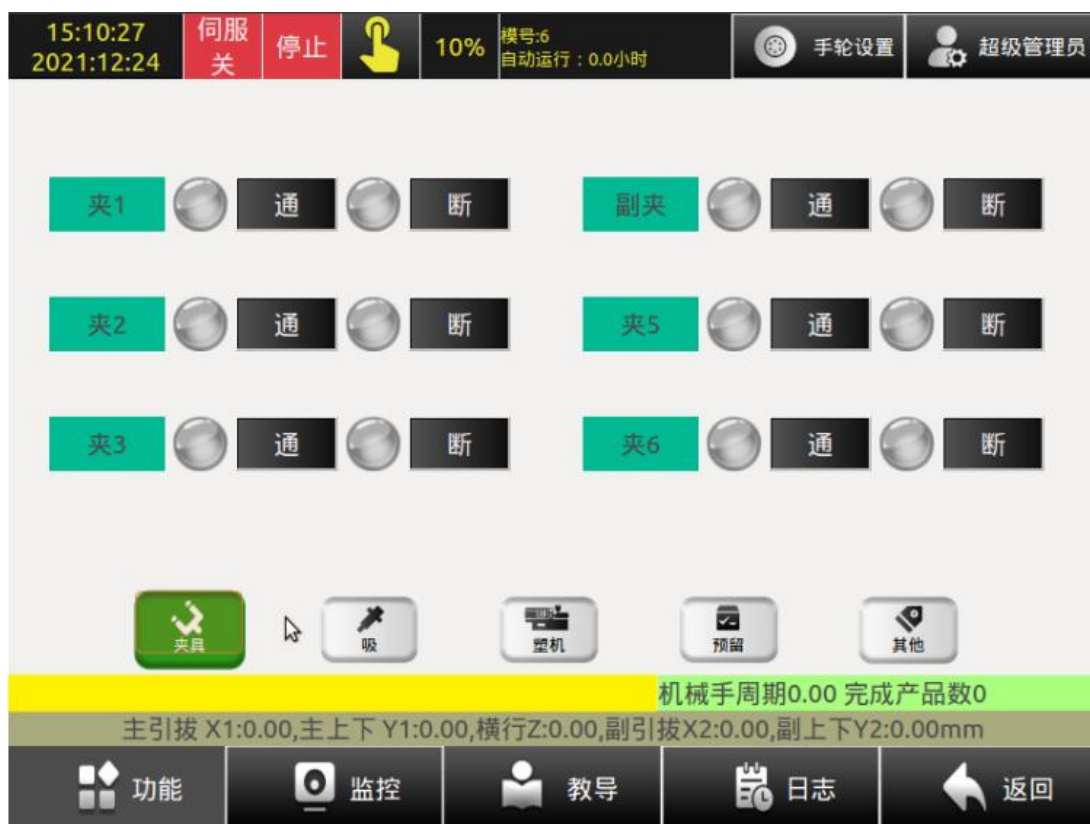 15:10:27
2021:12:24
伺服
关
停止
10%
模号:6
自动运行：0.0小时
手轮设置
超级管理员
夹1 通 断 副夹 通 断
夹2 通 断 夹5 通 断
夹3 通 断 夹6 通 断
夹具 吸 塑机 预留 其他
机械手周期0.00 完成产品数0
主引拔 X1:0.00,主上下 Y1:0.00,横行Z:0.00,副引拔X2:0.00,副上下Y2:0.00mm
功能 监控 教导 日志 返回